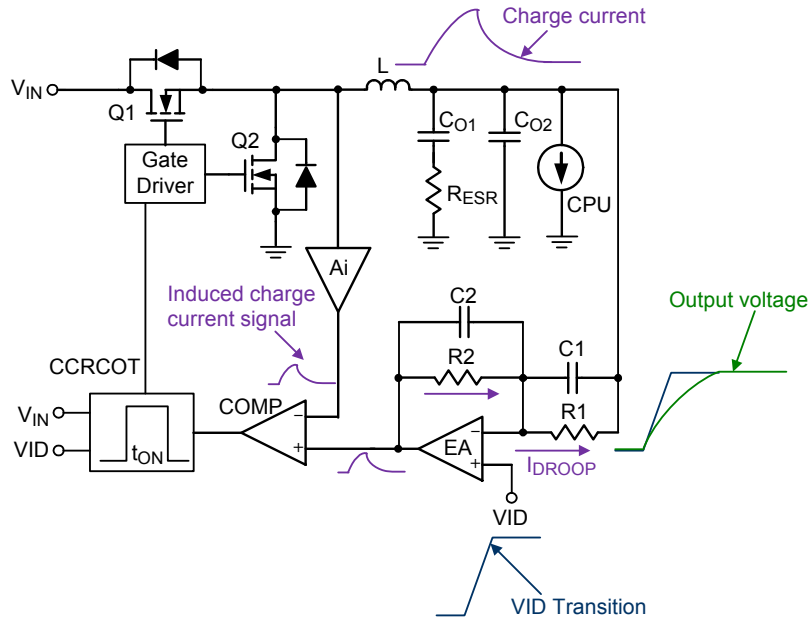 Charge current
L
VIN
Q1
Q2
CO1
CO2
Gate
Driver
RESR
CPU
Ai
Induced charge
current signal
C2
Output voltage
R2
C1
CCRCOT
COMP
R1
VIN
VID
tON
−
+
EA
−
+
IDROOP
VID
VID Transition